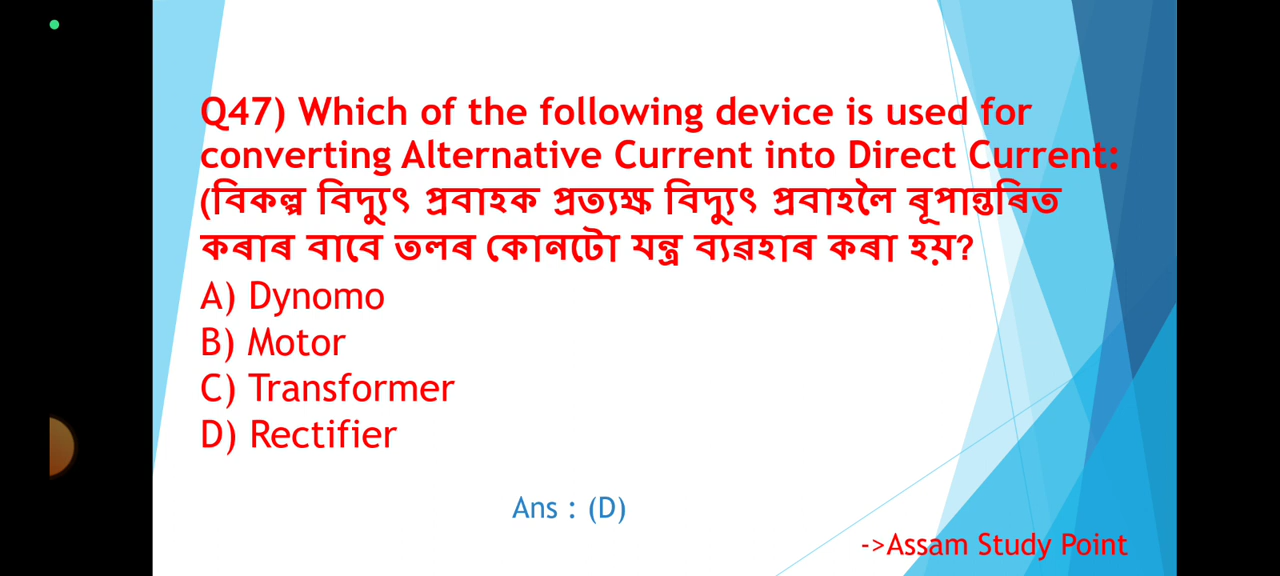 Q47) Which of the following device is used for
converting Alternative Current into Direct Current:
(বিকল্প বিদ্যুৎ প্ৰবাহক প্ৰত্যক্ষ বিদ্যুৎ প্ৰবাহলৈ ৰূপান্তৰিত
কৰাৰ বাবে তলৰ কোনটো যন্ত্ৰ ব্যৱহাৰ কৰা হয়?
A) Dynomo
B) Motor
C) Transformer
D) Rectifier
Ans : (D)
->Assam Study Point